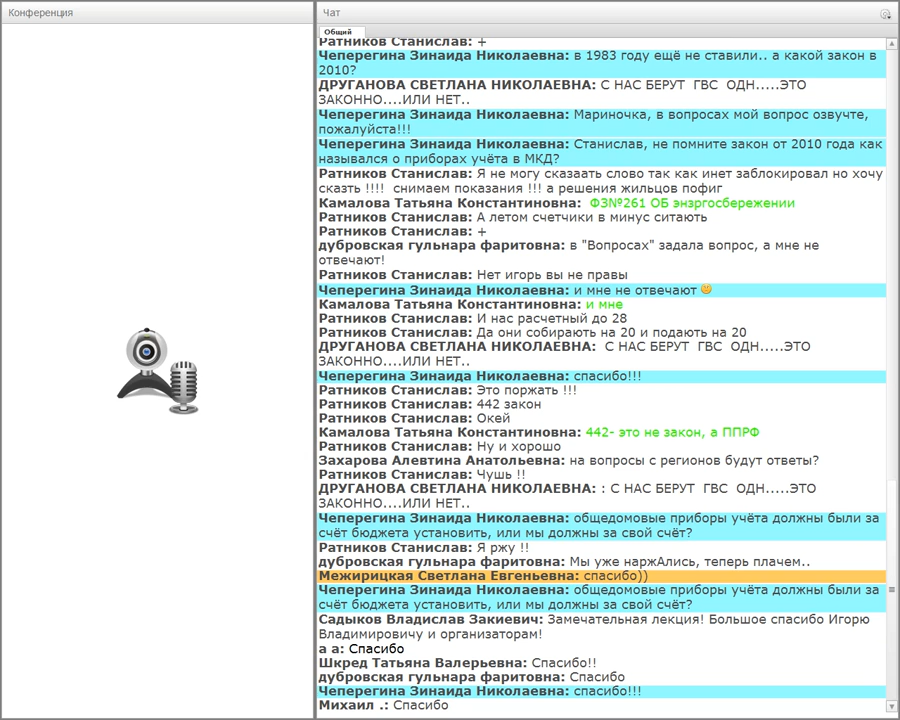 Конференция
Чат
Общий
Ратников Станислав: +
Чеперегина Зинаида Николаевна: в 1983 году ещё не ставили.. а какой закон в
2010?
ДРУГАНОВА СВЕТЛАНА НИКОЛАЕВНА: С НАС БЕРУТ ГВС ОДН.....ЭТО
ЗАКОННО....ИЛИ НЕТ..
Чеперегина Зинаида Николаевна: Мариночка, в вопросах мой вопрос озвучте,
пожалуйста!!!
Чеперегина Зинаида Николаевна: Станислав, не помните закон от 2010 года как
назывался о приборах учёта в МКД?
Ратников Станислав: Я не могу сказаать слово так как инет заблокировал но хочу
сказть !!!! снимаем показания !!! а решения жильцов пофиг
Камалова Татьяна Константиновна: ФЗ№261 ОБ энзргосбережении
Ратников Станислав: А летом счетчики в минус ситають
Ратников Станислав: +
дубровская гульнара фаритовна: в "Вопросах" задала вопрос, а мне не
отвечают!
Ратников Станислав: Нет игорь вы не правы
Чеперегина Зинаида Николаевна: и мне не отвечают
Камалова Татьяна Константиновна: и мне
Ратников Станислав: И нас расчетный до 28
Ратников Станислав: Да они собирають на 20 и подають на 20
ДРУГАНОВА СВЕТЛАНА НИКОЛАЕВНА: С НАС БЕРУТ ГВС ОДН.....ЭТО
ЗАКОННО....ИЛИ НЕТ..
Чеперегина Зинаида Николаевна: спасибо!!!
Ратников Станислав: Это поржать !!!
Ратников Станислав: 442 закон
Ратников Станислав: Окей
Камалова Татьяна Константиновна: 442- это не закон, а ППРФ
Ратников Станислав: Ну и хорошо
Захарова Алевтина Анатольевна: на вопросы с регионов будут ответы?
Ратников Станислав: Чушь !!
ДРУГАНОВА СВЕТЛАНА НИКОЛАЕВНА: : С НАС БЕРУТ ГВС ОДН.....ЭТО
ЗАКОННО....ИЛИ НЕТ..
Чеперегина Зинаида Николаевна: общедомовые приборы учёта должны были за
счёт бюджета установить, или мы должны за свой счёт?
Ратников Станислав: Я ржу !!
дубровская гульнара фаритовна: Мы уже наржАлись, теперь плачем..
Межирицкая Светлана Евгеньевна: спасибо))
Чеперегина Зинаида Николаевна: общедомовые приборы учёта должны были за
счёт бюджета установить, или мы должны за свой счёт?
Садыков Владислав Закиевич: Замечательная лекция! Большое спасибо Игорю
Владимировичу и организаторам!
а а: Спасибо
Шкред Татьяна Валерьевна: Спасибо!!
дубровская гульнара фаритовна: Спасибо
Чеперегина Зинаида Николаевна: спасибо!!!
Михаил .: Спасибо